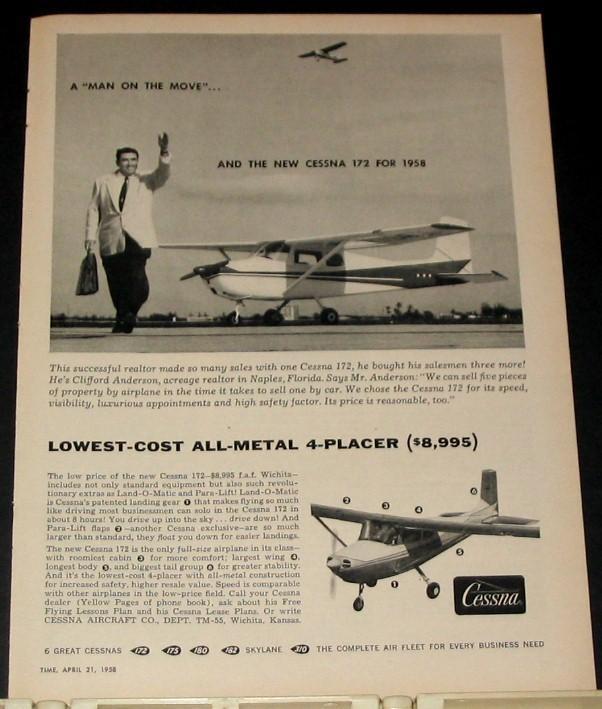 A "MAN ON THE MOVE"...
AND THE NEW CESSNA 172 FOR 1958
This successful realtor made so many sales with one Cessna 172, he bought his salesmen three more!
He's Clifford Anderson, acreage realtor in Naples, Florida. Says Mr. Anderson: "We can sell five pieces
of property by airplane in the time it takes to sell one by car. We chose the Cessna 172 for its speed,
visibility, luxurious appointments and high safety factor. Its price is reasonable, too."
LOWEST-COST ALL-METAL 4-PLACER ($8,995)
The low price of the new Cessna 172—$8,995 f.a.f. Wichita—
includes not only standard equipment but also such revolu-
tionary extras as Land-O-Matic and Para-Lift! Land-O-Matic
is Cessna's patented landing gear 1 that makes flying so much
like driving most businessmen can solo in the Cessna 172 in
about 8 hours! You drive up into the sky ... drive down! And
Para-Lift flaps 2—another Cessna exclusive—are so much
larger than standard, they float you down for easier landings.
The new Cessna 172 is the only full-size airplane in its class—
with roomiest cabin 3 for more comfort; largest wing 4,
longest body 5, and biggest tail group 6 for greater stability.
And it's the lowest-cost 4-placer with all-metal construction
for increased safety, higher resale value. Speed is comparable
with other airplanes in the low-price field. Call your Cessna
dealer (Yellow Pages of phone book), ask about his Free
Flying Lessons Plan and his Cessna Lease Plans. Or write
CESSNA AIRCRAFT CO., DEPT. TM-55, Wichita, Kansas.
2
3
4
6
5
1
Cessna
6 GREAT CESSNAS 172 175 180 182 SKYLANE 310 THE COMPLETE AIR FLEET FOR EVERY BUSINESS NEED
TIME, APRIL 21, 1958